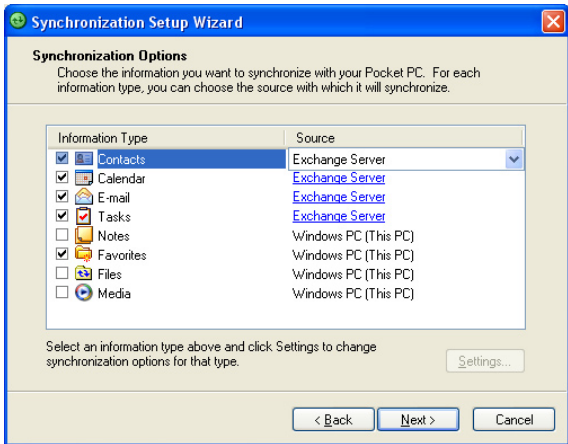 Synchronization Setup Wizard
Synchronization Options
Choose the information you want to synchronize with your Pocket PC. For each
information type, you can choose the source with which it will synchronize.
Information Type Source
Contacts Exchange Server
Calendar Exchange Server
E-mail Exchange Server
Tasks Exchange Server
Notes Windows PC (This PC)
Favorites Windows PC (This PC)
Files Windows PC (This PC)
Media Windows PC (This PC)
Select an information type above and click Settings to change
synchronization options for that type.
Settings...
< Back Next > Cancel